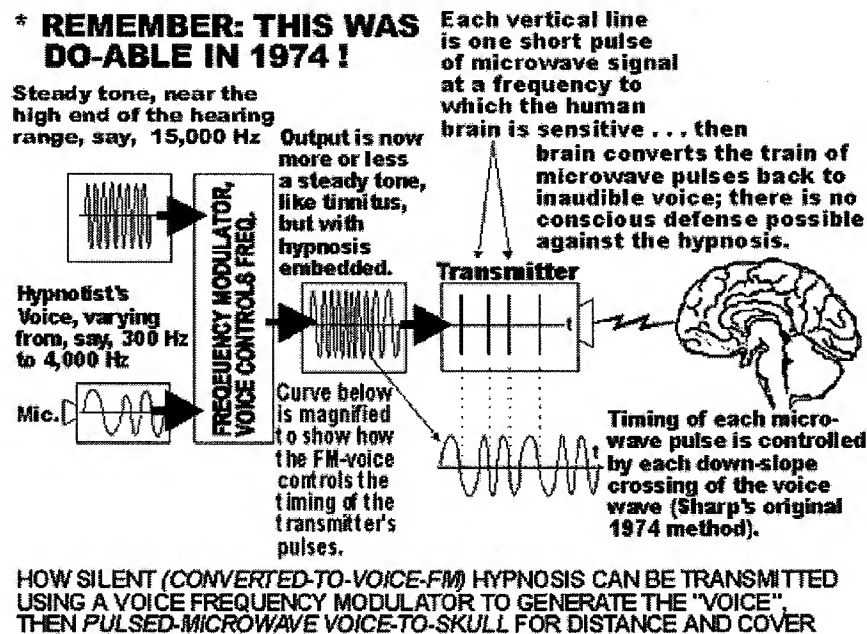 * REMEMBER: THIS WAS
DO-ABLE IN 1974 !
Steady tone, near the
high end of the hearing
range, say, 15,000 Hz
Output is now
more or less
a steady tone,
like tinnitus,
but with
hypnosis
embedded.
Each vertical line
is one short pulse
of microwave signal
at a frequency to
which the human
brain is sensitive . . . then
brain converts the train of
microwave pulses back to
inaudible voice; there is no
conscious defense possible
against the hypnosis.
FREQEUENCY MODULATOR,
VOICE CONTROLS FREQ.
Transmitter
t
Hypnotist's
Voice, varying
from, say, 300 Hz
to 4,000 Hz
Mic.
Curve below
is magnified
to show how
the FM-voice
controls the
timing of the
transmitter's
pulses.
t
Timing of each micro-
wave pulse is controlled
by each down-slope
crossing of the voice
wave (Sharp's original
1974 method).
HOW SILENT (CONVERTED-TO-VOICE-FM) HYPNOSIS CAN BE TRANSMITTED
USING A VOICE FREQUENCY MODULATOR TO GENERATE THE "VOICE",
THEN PULSED-MICROWAVE VOICE-TO-SKULL FOR DISTANCE AND COVER